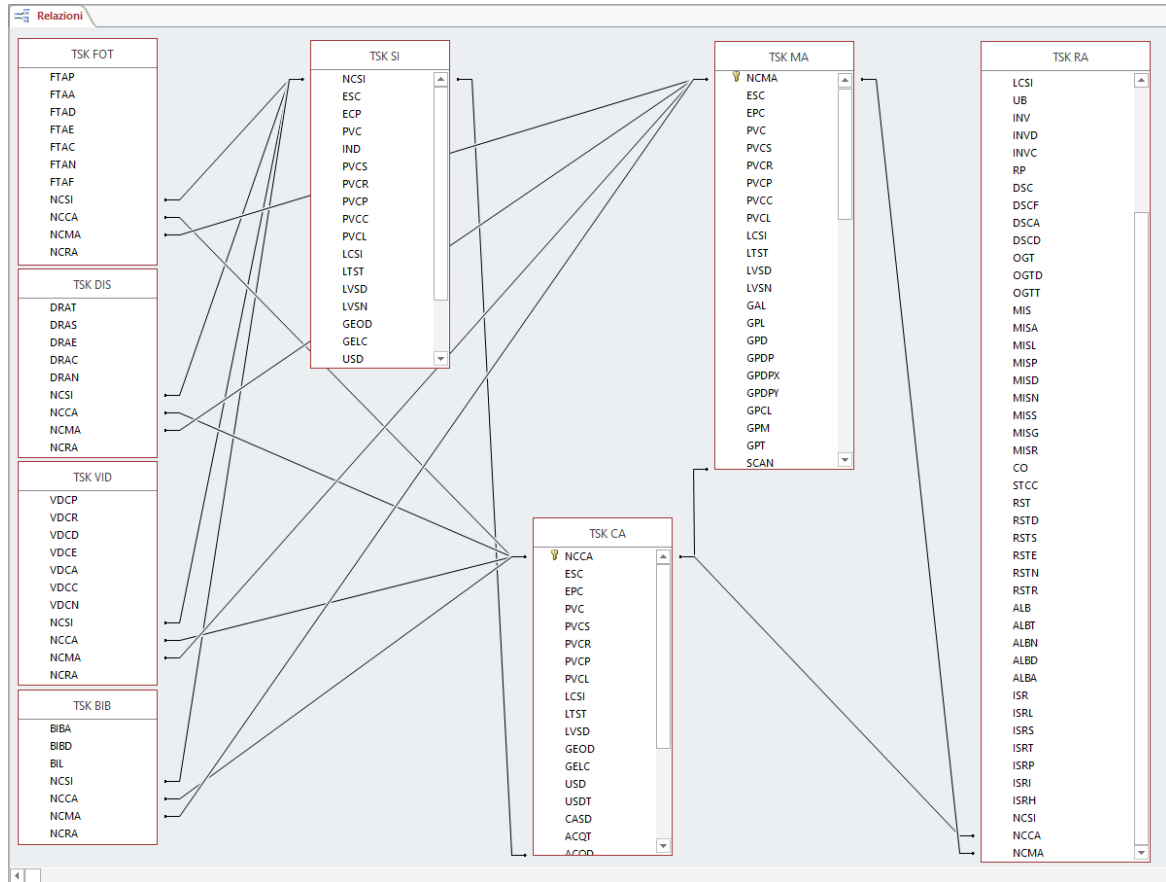 Relazioni
TSK FOT
FTAP
FTAA
FTAD
FTAE
FTAC
FTAN
FTAF
NCSI
NCCA
NCMA
NCRA
TSK DIS
DRAT
DRAS
DRAE
DRAC
DRAN
NCSI
NCCA
NCMA
NCRA
TSK VID
VDCP
VDCR
VDCD
VDCE
VDCA
VDCC
VDCN
NCSI
NCCA
NCMA
NCRA
TSK BIB
BIBA
BIBD
BIL
NCSI
NCCA
NCMA
NCRA
TSK SI
NCSI
ESC
ECP
PVC
IND
PVCS
PVCR
PVCP
PVCC
PVCL
LCSI
LTST
LVSD
LVSN
GEOD
GELC
USD
TSK CA
NCCA
ESC
EPC
PVC
PVCS
PVCR
PVCP
PVCL
LCSI
LTST
LVSD
GEOD
GELC
USD
USDT
CASD
ACQT
ACQD
TSK MA
NCMA
ESC
EPC
PVC
PVCS
PVCR
PVCP
PVCC
PVCL
LCSI
LTST
LVSD
LVSN
GAL
GPL
GPD
GPDP
GPDPX
GPDPY
GPCL
GPM
GPT
SCAN
TSK RA
LCSI
UB
INV
INVD
INVC
RP
DSC
DSCF
DSCA
DSCD
OGT
OGTD
OGTT
MIS
MISA
MISL
MISP
MISD
MISN
MISS
MISG
MISR
CO
STCC
RST
RSTD
RSTS
RSTE
RSTN
RSTR
ALB
ALBT
ALBN
ALBD
ALBA
ISR
ISRL
ISRS
ISRT
ISRP
ISRI
ISRH
NCSI
NCCA
NCMA